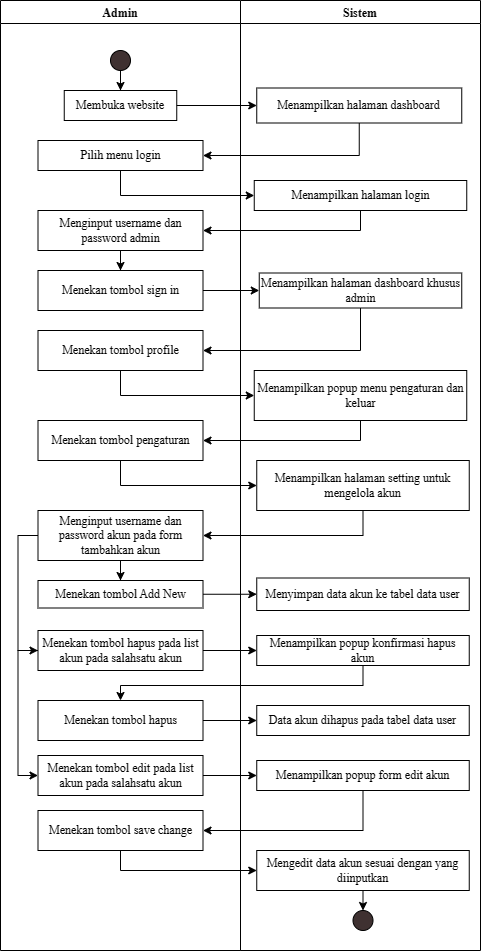 Admin
Sistem
Membuka website
Menampilkan halaman dashboard
Pilih menu login
Menampilkan halaman login
Menginput username dan
password admin
Menekan tombol sign in
Menampilkan halaman dashboard khusus
admin
Menekan tombol profile
Menampilkan popup menu pengaturan dan
keluar
Menekan tombol pengaturan
Menampilkan halaman setting untuk
mengelola akun
Menginput username dan
password akun pada form
tambahkan akun
Menekan tombol Add New
Menyimpan data akun ke tabel data user
Menekan tombol hapus pada list
akun pada salahsatu akun
Menampilkan popup konfirmasi hapus
akun
Menekan tombol hapus
Data akun dihapus pada tabel data user
Menekan tombol edit pada list
akun pada salahsatu akun
Menampilkan popup form edit akun
Menekan tombol save change
Mengedit data akun sesuai dengan yang
diinputkan